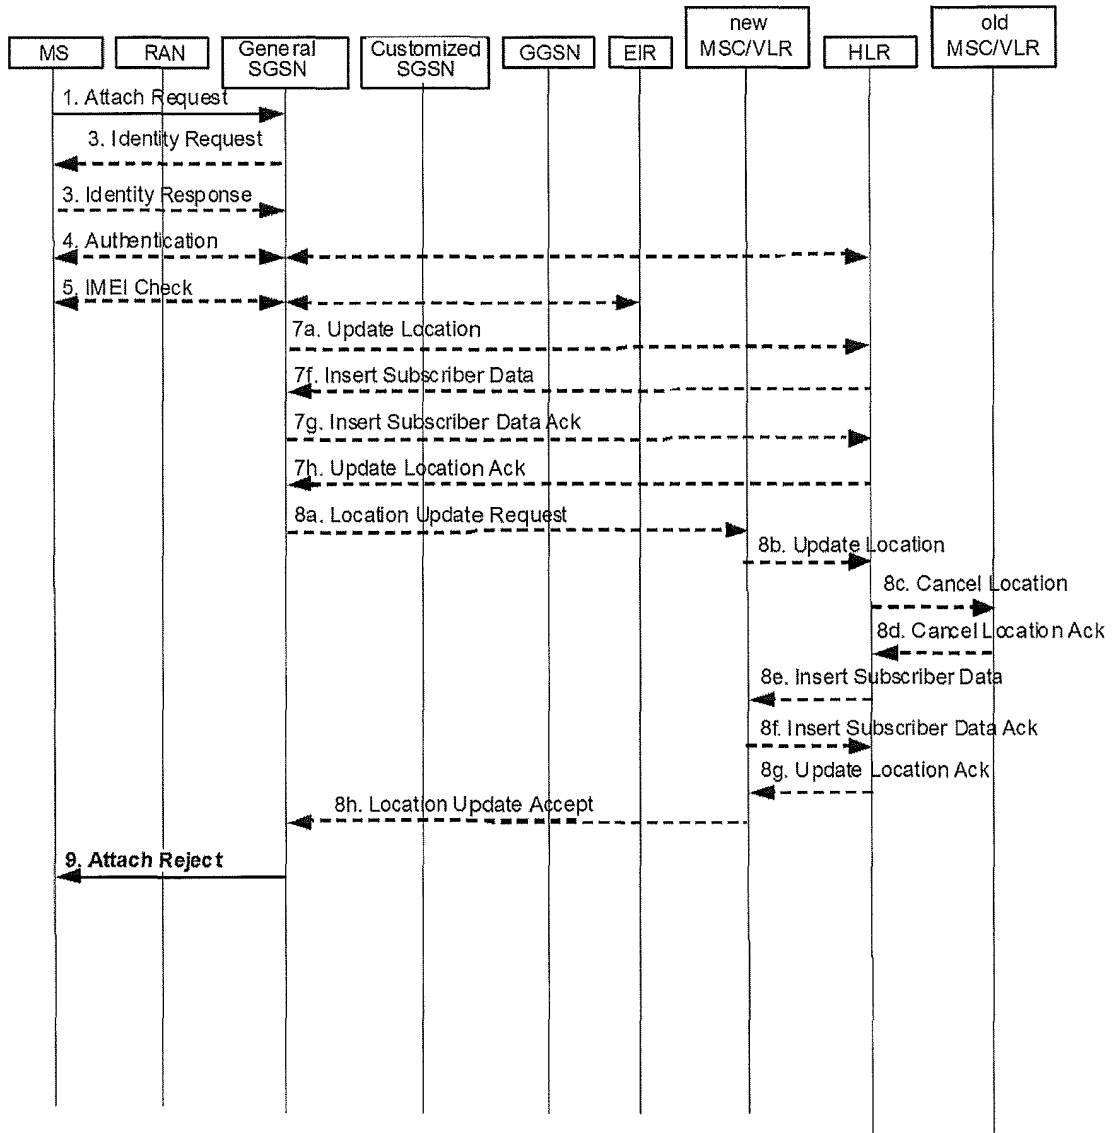 MS
RAN
General
SGSN
Customized
SGSN
GGSN
EIR
new
MSC/VLR
HLR
old
MSC/VLR
1. Attach Request
3. Identity Request
3. Identity Response
4. Authentication
5. IMEI Check
7a. Update Location
7f. Insert Subscriber Data
7g. Insert Subscriber Data Ack
7h. Update Location Ack
8a. Location Update Request
8b. Update Location
8c. Cancel Location
8d. Cancel Location Ack
8e. Insert Subscriber Data
8f. Insert Subscriber Data Ack
8g. Update Location Ack
8h. Location Update Accept
9. Attach Reject